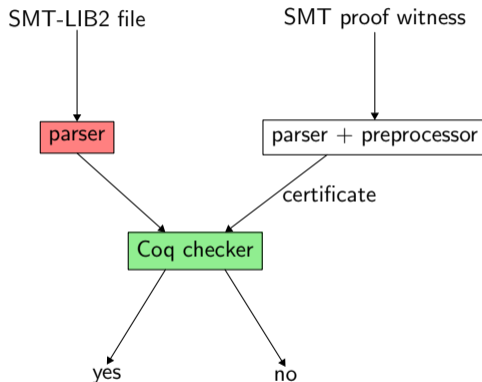 SMT-LIB2 file
SMT proof witness
parser
parser + preprocessor
certificate
Coq checker
yes
no